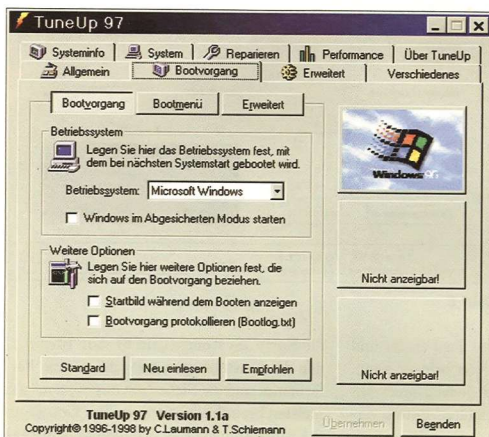 TuneUp 97
Systeminfo
System
Reparieren
Performance
Über TuneUp
Allgemein
Bootvorgang
Erweitert
Verschiedenes
Bootvorgang
Bootmenü
Erweitert
Betriebssystem
Legen Sie hier das Betriebssystem fest, mit
dem bei nächsten Systemstart gebootet wird.
Betriebssystem: Microsoft Windows
Windows im Abgesicherten Modus starten
Weitere Optionen
Legen Sie hier weitere Optionen fest, die
sich auf den Bootvorgang beziehen.
Startbild während dem Booten anzeigen
Bootvorgang protokollieren (Bootlog.txt)
Standard
Neu einlesen
Empfohlen
Windows
Nicht anzeigbar!
Nicht anzeigbar!
TuneUp 97 Version 1.1a
Copyright© 1996-1998 by C.Laumann & T.Schiemann
Übernehmen
Beenden